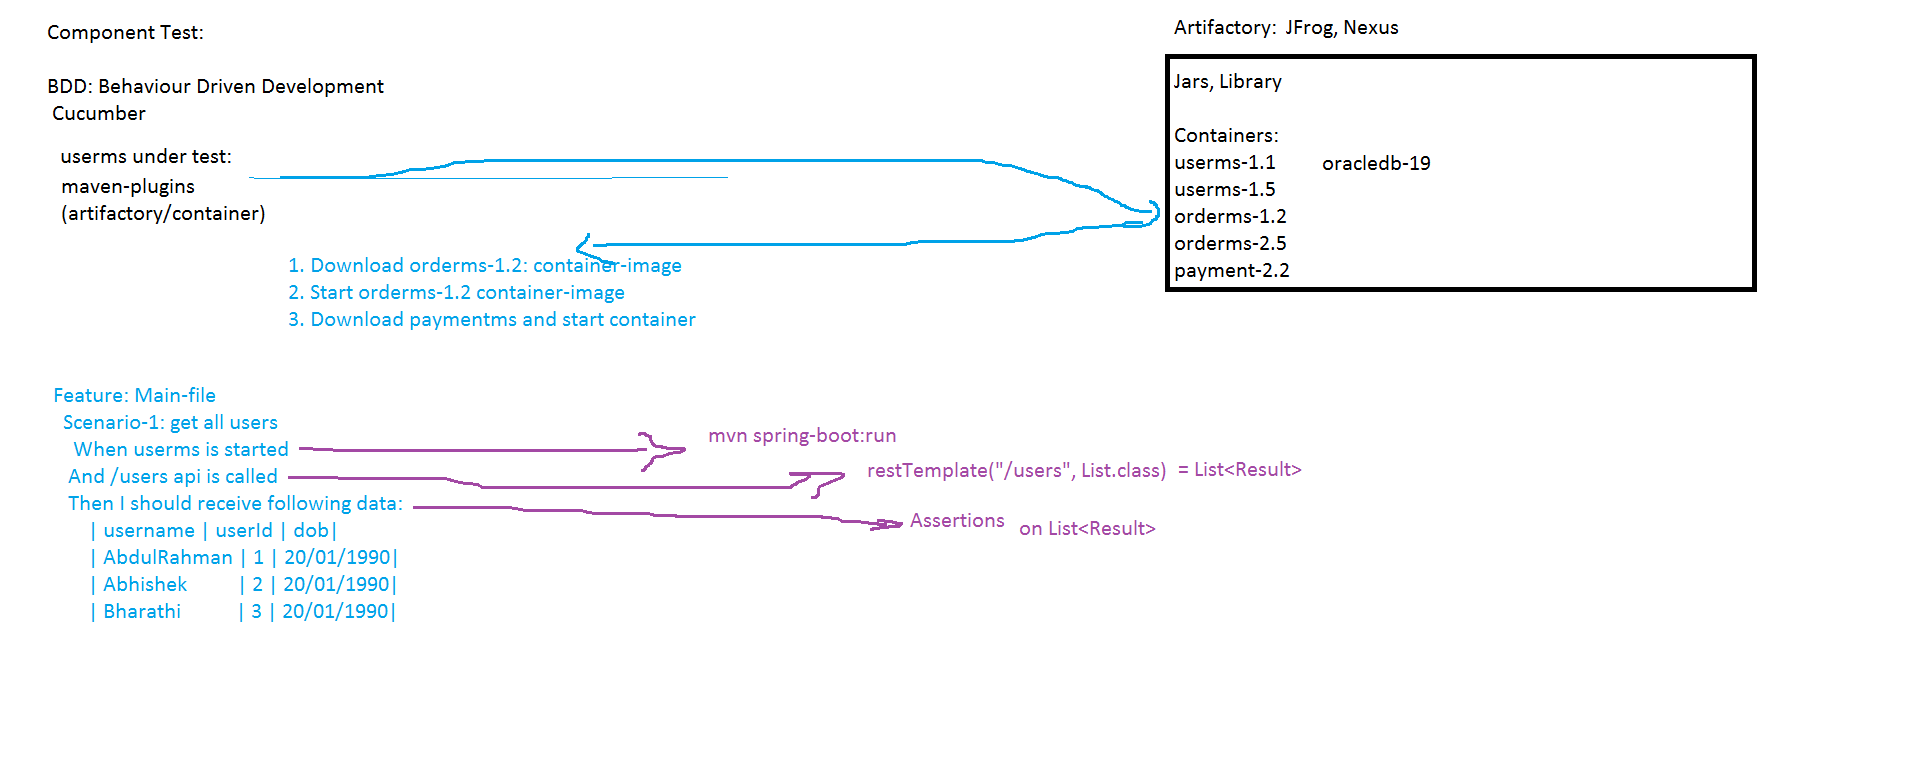 Component Test:
BDD: Behaviour Driven Development
Cucumber
userms under test:
maven-plugins
(artifactory/container)
1. Download orderms-1.2: container-image
2. Start orderms-1.2 container-image
3. Download paymentms and start container
Artifactory: JFrog, Nexus
Jars, Library
Containers:
userms-1.1 oracledb-19
userms-1.5
orderms-1.2
orderms-2.5
payment-2.2
Feature: Main-file
Scenario-1: get all users
When userms is started
And /users api is called
Then I should receive following data:
| username | userId | dob|
| AbdulRahman | 1 | 20/01/1990|
| Abhishek | 2 | 20/01/1990|
| Bharathi | 3 | 20/01/1990|
mvn spring-boot:run
restTemplate("/users", List.class) = List<Result>
Assertions on List<Result>